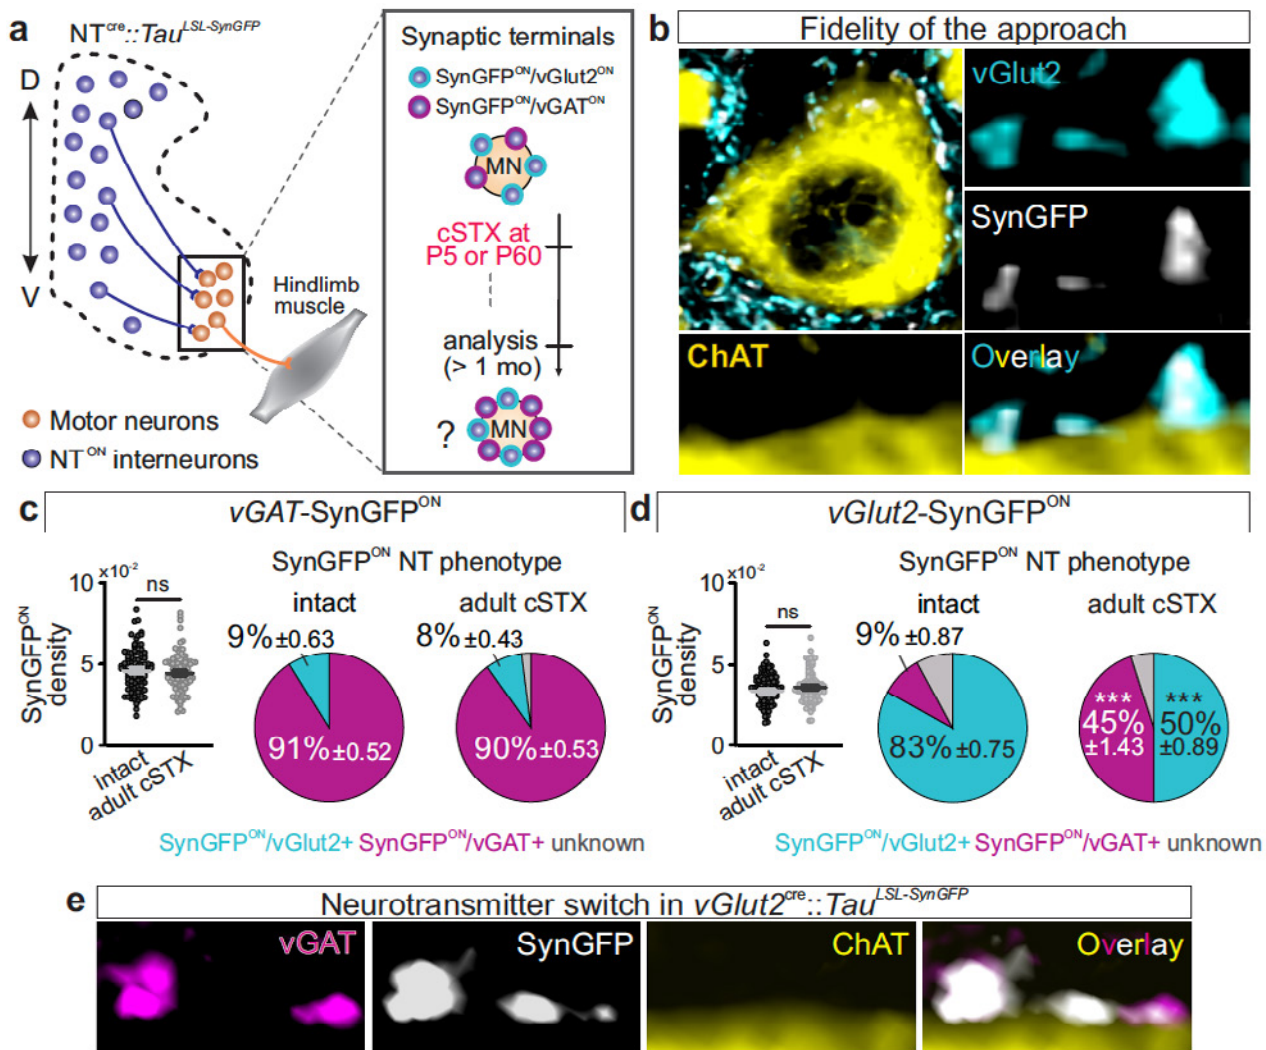 a
NTcre::TauLSL-SynGFP
D
V
Hindlimb
muscle
Motor neurons
NTON interneurons
Synaptic terminals
SynGFPON/vGlut2ON
SynGFPON/vGATON
MN
cSTX at
P5 or P60
analysis
(> 1 mo)
?
MN
b
Fidelity of the approach
vGlut2
SynGFP
ChAT
Overlay
c
vGAT-SynGFPON
SynGFPON NT phenotype
SynGFPON
density
10
x10-2
5
0
ns
intact
adult cSTX
intact
9% ±0.63
91% ±0.52
adult cSTX
8% ±0.43
90% ±0.53
SynGFPON/vGlut2+ SynGFPON/vGAT+ unknown
d
vGlut2-SynGFPON
SynGFPON NT phenotype
SynGFPON
density
10
x10-2
5
0
ns
intact
adult cSTX
intact
9% ±0.87
83% ±0.75
adult cSTX
***
45%
±1.43
***
50%
±0.89
SynGFPON/vGlut2+ SynGFPON/vGAT+ unknown
e
Neurotransmitter switch in vGlut2cre::TauLSL-SynGFP
vGAT
SynGFP
ChAT
Overlay